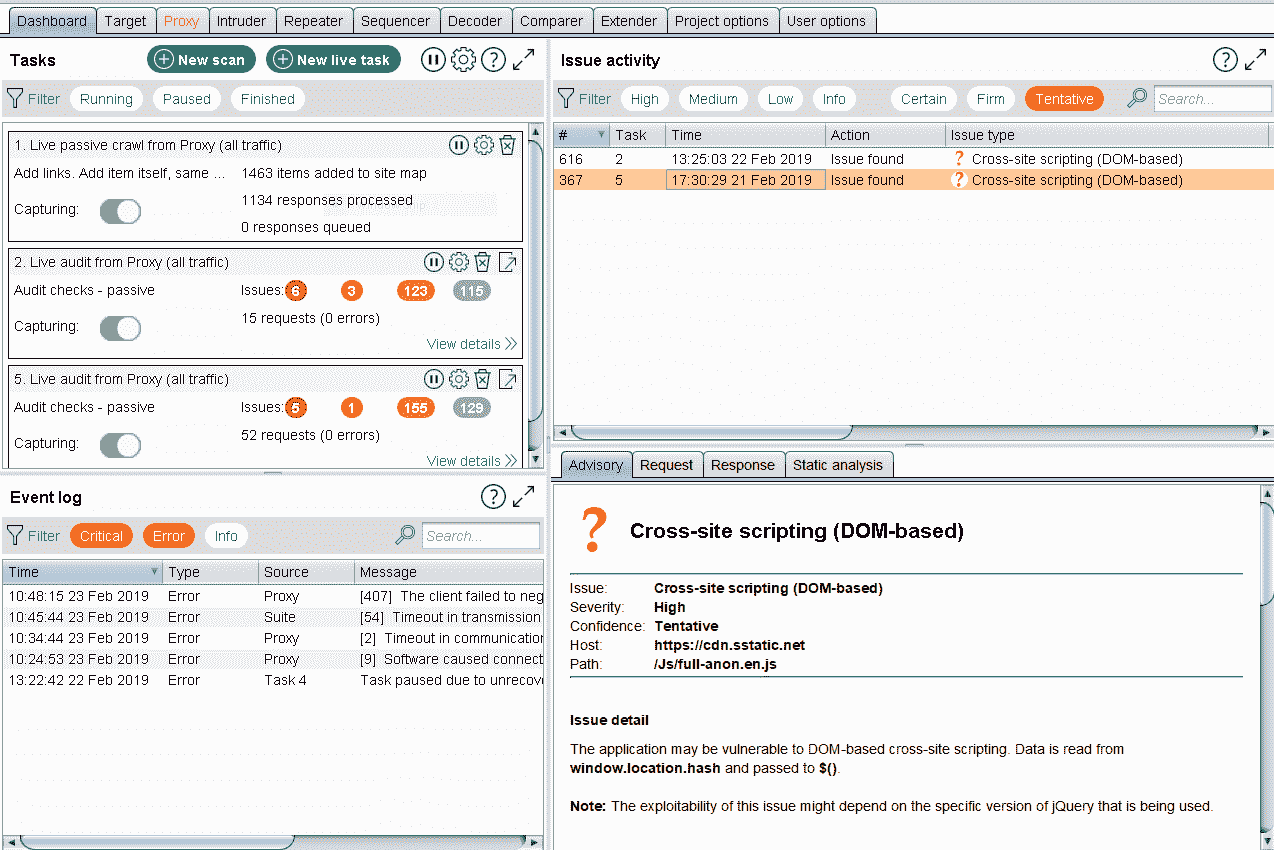 Dashboard Target Proxy Intruder Repeater Sequencer Decoder Comparer Extender Project options User options
Tasks New scan New live task ?
Filter Running Paused Finished
1. Live passive crawl from Proxy (all traffic)
Add links. Add item itself, same ... 1463 items added to site map
1134 responses processed
Capturing:
0 responses queued
2. Live audit from Proxy (all traffic)
Audit checks - passive Issues: 6 3 123 115
15 requests (0 errors)
Capturing:
View details
5. Live audit from Proxy (all traffic)
Audit checks - passive Issues: 5 1 155 129
52 requests (0 errors)
Capturing:
View details
Event log ?
Filter Critical Error Info Search...
Time Type Source Message
10:48:15 23 Feb 2019 Error Proxy [407] The client failed to neg
10:45:44 23 Feb 2019 Error Suite [54] Timeout in transmission
10:34:44 23 Feb 2019 Error Proxy [2] Timeout in communication
10:24:53 23 Feb 2019 Error Proxy [9] Software caused connect
13:22:42 22 Feb 2019 Error Task 4 Task paused due to unrecov
Issue activity ?
Filter High Medium Low Info Certain Firm Tentative Search...
# Task Time Action Issue type
616 2 13:25:03 22 Feb 2019 Issue found ? Cross-site scripting (DOM-based)
367 5 17:30:29 21 Feb 2019 Issue found ? Cross-site scripting (DOM-based)
Advisory Request Response Static analysis
? Cross-site scripting (DOM-based)
Issue: Cross-site scripting (DOM-based)
Severity: High
Confidence: Tentative
Host: https://cdn.sstatic.net
Path: /Js/full-anon.en.js
Issue detail
The application may be vulnerable to DOM-based cross-site scripting. Data is read from
window.location.hash and passed to $().
Note: The exploitability of this issue might depend on the specific version of jQuery that is being used.